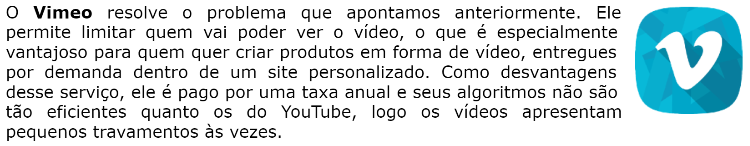 O Vimeo resolve o problema que apontamos anteriormente. Ele
permite limitar quem vai poder ver o vídeo, o que é especialmente
vantajoso para quem quer criar produtos em forma de vídeo, entregues
por demanda dentro de um site personalizado. Como desvantagens
desse serviço, ele é pago por uma taxa anual e seus algoritmos não são
tão eficientes quanto os do YouTube, logo os vídeos apresentam
pequenos travamentos às vezes.